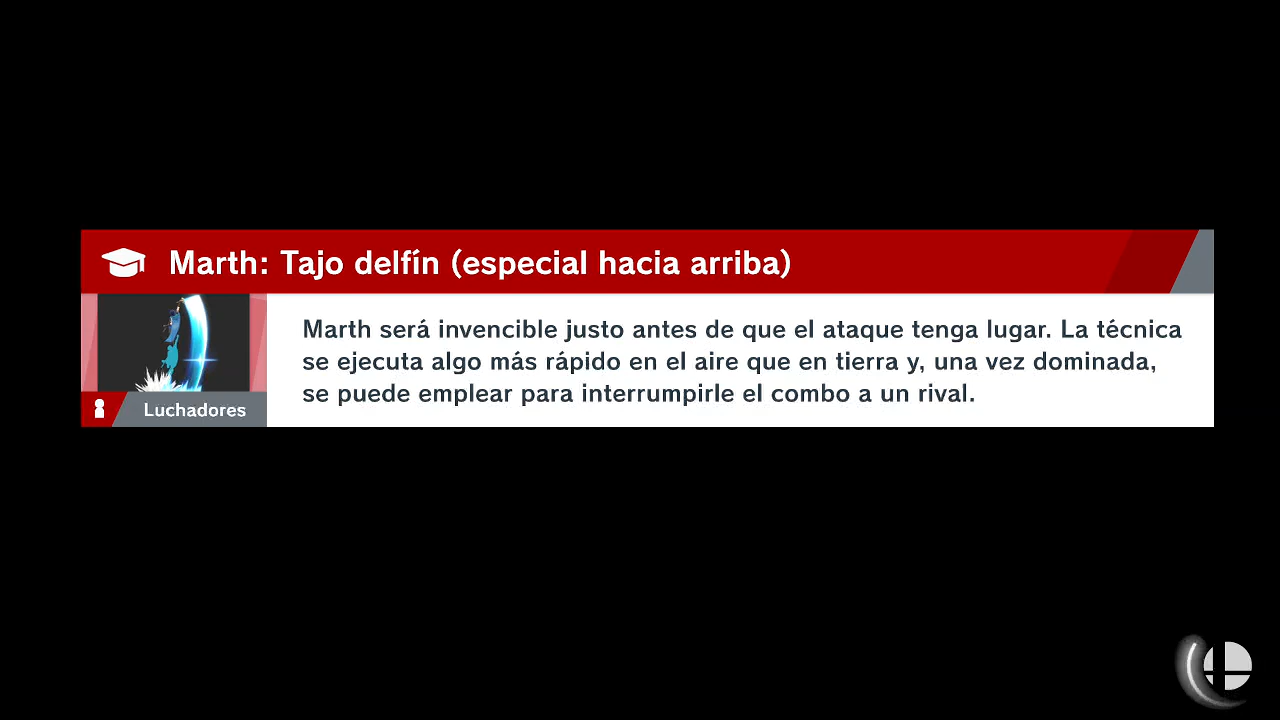 Marth: Tajo delfín (especial hacia arriba)
Marth será invencible justo antes de que el ataque tenga lugar. La técnica
se ejecuta algo más rápido en el aire que en tierra y, una vez dominada,
se puede emplear para interrumpirle el combo a un rival.
Luchadores